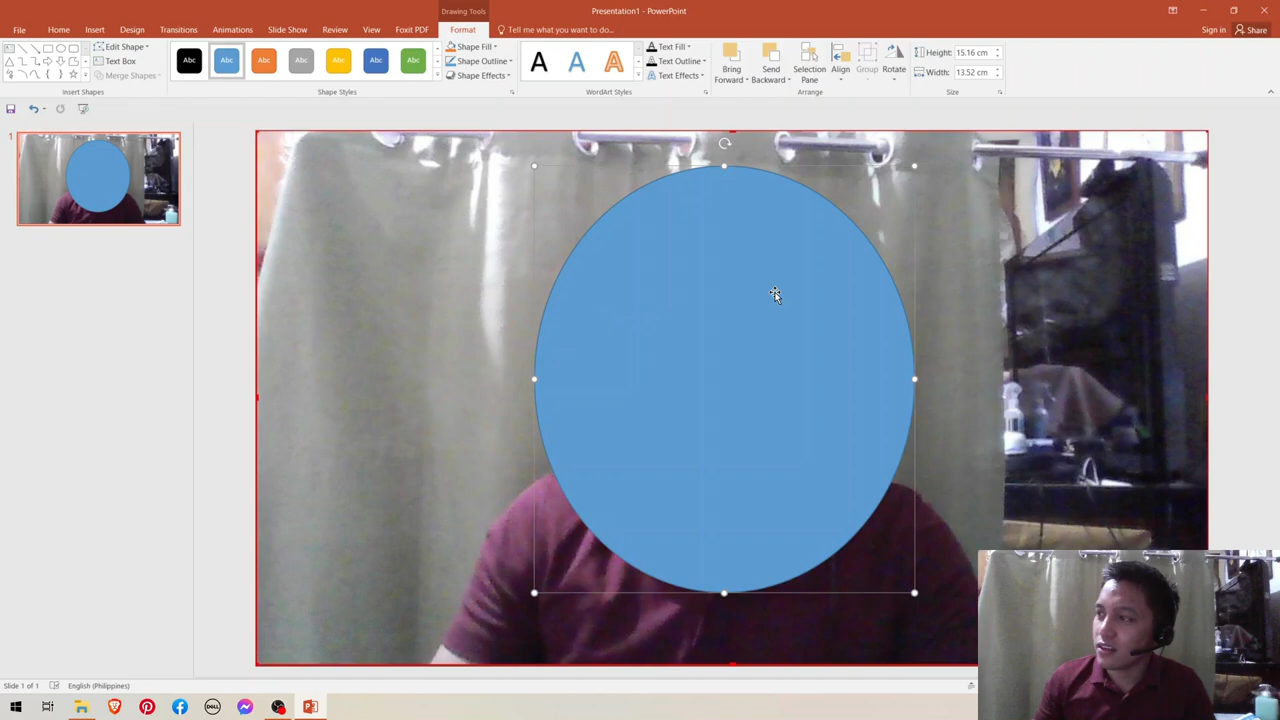 Drawing Tools
Presentation1 - PowerPoint
File
Home
Insert
Design
Transitions
Animations
Slide Show
Review
View
Foxit PDF
Format
Tell me what you want to do...
Sign in
Share
Edit Shape
Text Box
Merge Shapes
Insert Shapes
Abc
Abc
Abc
Abc
Abc
Abc
Abc
Shape Fill
Shape Outline
Shape Effects
Shape Styles
A
A
A
Text Fill
Text Outline
Text Effects
WordArt Styles
Bring
Forward
Send
Backward
Selection
Pane
Align
Group
Rotate
Arrange
Height: 15.16 cm
Width: 13.52 cm
Size
1
Slide 1 of 1
English (Philippines)
DELL